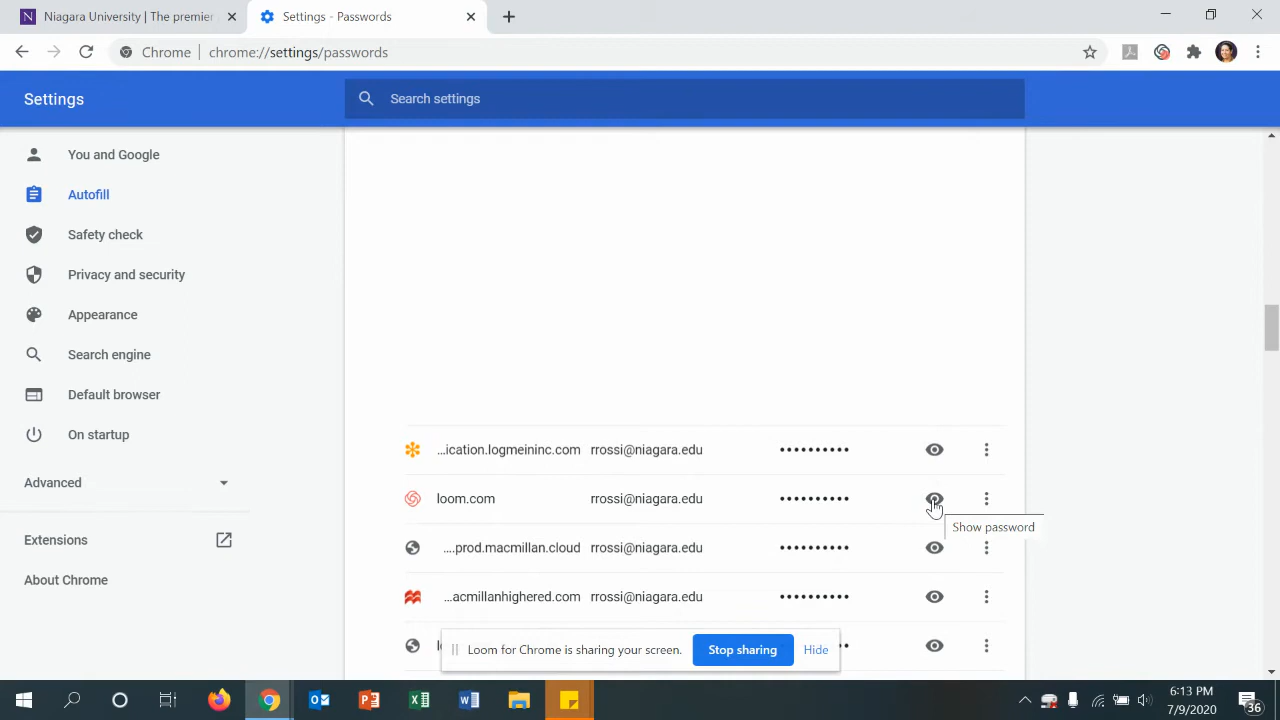 Niagara University | The premier
Settings - Passwords
Chrome
chrome://settings/passwords
Settings
Search settings
You and Google
Autofill
Safety check
Privacy and security
Appearance
Search engine
Default browser
On startup
Advanced
Extensions
About Chrome
...ication.logmeininc.com rrossi@niagara.edu ••••••••••
loom.com rrossi@niagara.edu ••••••••••
Show password
....prod.macmillan.cloud rrossi@niagara.edu ••••••••••
...acmillanhighered.com rrossi@niagara.edu ••••••••••
Loom for Chrome is sharing your screen. Stop sharing Hide
6:13 PM
7/9/2020
36